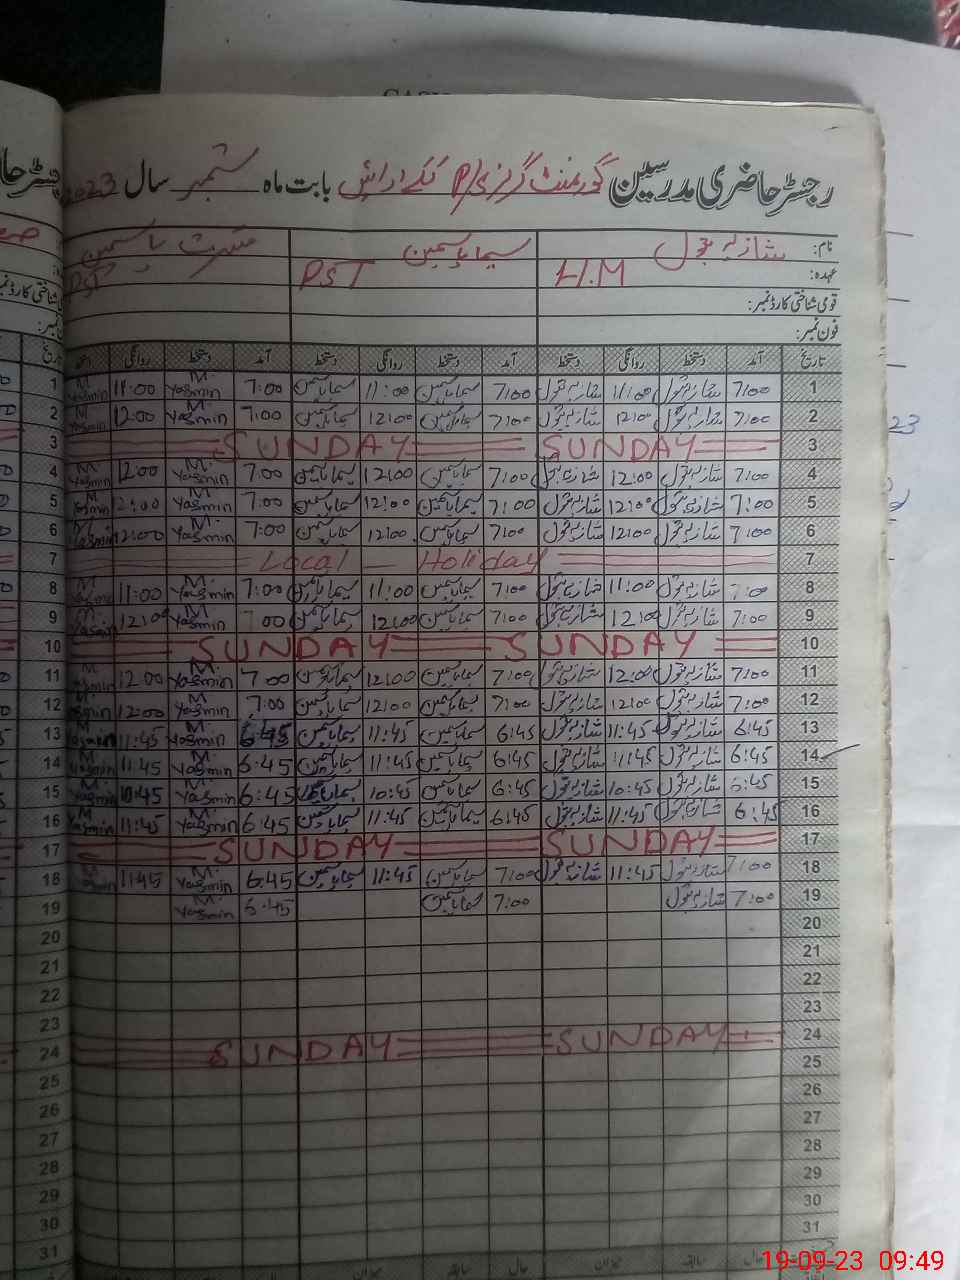 رجسٹر حاضری مدرسین گورنمنٹ گرلز P/ بابت ماہ ستمبر سال 2023
نام: شازیہ بتول سیما یاسمین یاسمین
عہدہ: H.M PST PST
قومی شناختی کارڈ نمبر:
فون نمبر:
تاریخ آمد دستخط روانگی دستخط آمد دستخط روانگی دستخط آمد دستخط روانگی
1 7:00 شازیہ بتول 11:00 شازیہ بتول 7:00 سیما یاسمین 11:00 سیما یاسمین 7:00 M. Yasmin 11:00 M Yasmin
2 7:00 شازیہ بتول 12:00 شازیہ بتول 7:00 سیما یاسمین 12:00 سیما یاسمین 7:00 M. Yasmin 12:00 M Yasmin
3 SUNDAY SUNDAY
4 7:00 شازیہ بتول 12:00 شازیہ بتول 7:00 سیما یاسمین 12:00 سیما یاسمین 7:00 M. Yasmin 12:00 M Yasmin
5 7:00 شازیہ بتول 12:00 شازیہ بتول 7:00 سیما یاسمین 12:00 سیما یاسمین 7:00 M. Yasmin 12:00 M Yasmin
6 7:00 شازیہ بتول 12:00 شازیہ بتول 7:00 سیما یاسمین 12:00 سیما یاسمین 7:00 M. Yasmin 12:00 M Yasmin
7 Local Holiday
8 7:00 شازیہ بتول 11:00 شازیہ بتول 7:00 سیما یاسمین 11:00 سیما یاسمین 7:00 M. Yasmin 11:00 M Yasmin
9 7:00 شازیہ بتول 12:00 شازیہ بتول 7:00 سیما یاسمین 12:00 سیما یاسمین 7:00 M. Yasmin 12:00 M Yasmin
10 SUNDAY SUNDAY
11 7:00 شازیہ بتول 12:00 شازیہ بتول 7:00 سیما یاسمین 12:00 سیما یاسمین 7:00 M. Yasmin 12:00 Yasmin
12 7:00 شازیہ بتول 12:00 شازیہ بتول 7:00 سیما یاسمین 12:00 سیما یاسمین 7:00 M. Yasmin 12:00 M Yasmin
13 6:45 شازیہ بتول 11:45 شازیہ بتول 6:45 سیما یاسمین 11:45 سیما یاسمین 6:45 M. Yasmin 11:45 M Yasmin
14 6:45 شازیہ بتول 11:45 شازیہ بتول 6:45 سیما یاسمین 11:45 سیما یاسمین 6:45 M. Yasmin 11:45 M Yasmin
15 6:45 شازیہ بتول 10:45 شازیہ بتول 6:45 سیما یاسمین 10:45 سیما یاسمین 6:45 M. Yasmin 10:45 M Yasmin
16 6:45 شازیہ بتول 11:45 شازیہ بتول 6:45 سیما یاسمین 11:45 سیما یاسمین 6:45 M. Yasmin 11:45 M Yasmin
17 SUNDAY SUNDAY
18 7:00 شازیہ بتول 11:45 شازیہ بتول 7:00 سیما یاسمین 11:45 سیما یاسمین 6:45 M. Yasmin 11:45 M Yasmin
19 7:00 شازیہ بتول 7:00 سیما یاسمین 6:45 M. Yasmin
20
21
22
23
24 SUNDAY SUNDAY
25
26
27
28
29
30
31
19-09-23 09:49